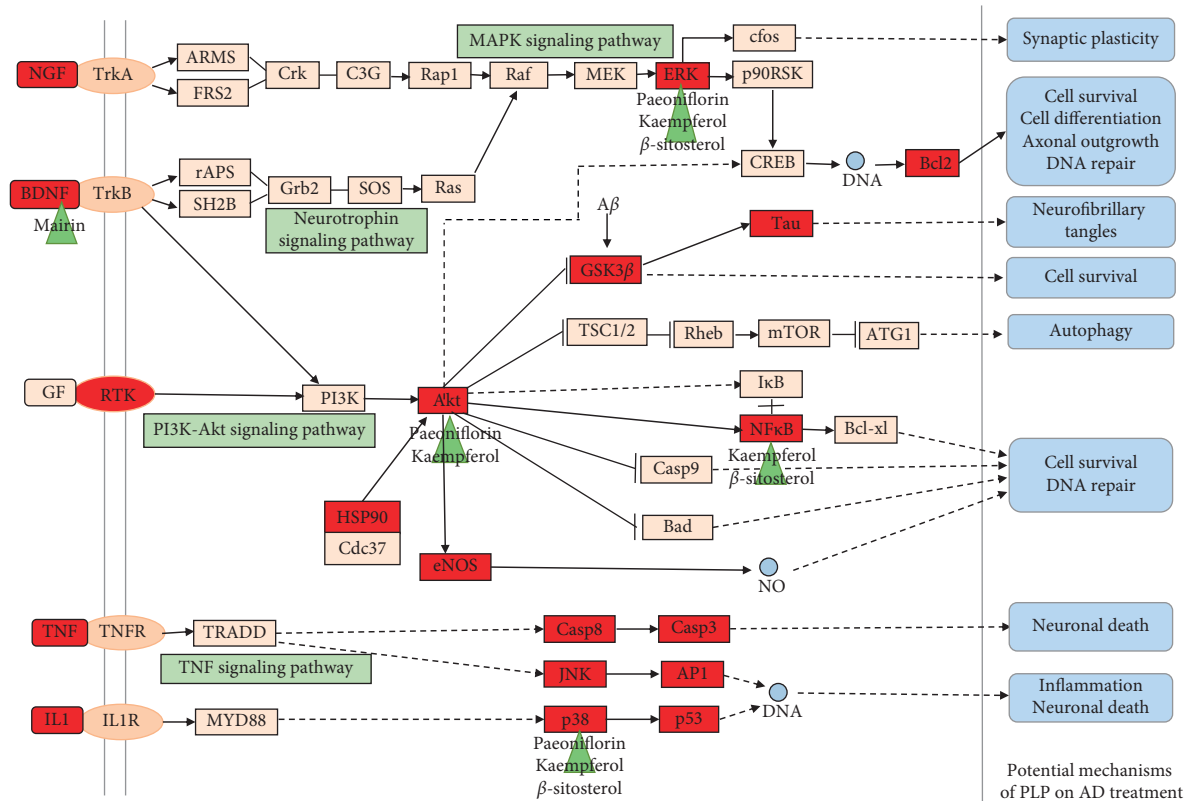 MAPK signaling pathway
cfos
Synaptic plasticity
NGF
TrkA
ARMS
FRS2
Crk
C3G
Rap1
Raf
MEK
ERK
p90RSK
Paeoniflorin
Kaempferol
β-sitosterol
Cell survival
Cell differentiation
Axonal outgrowth
DNA repair
CREB
DNA
Bcl2
BDNF
TrkB
Mairin
rAPS
SH2B
Grb2
SOS
Ras
Neurotrophin
signaling pathway
Aβ
Tau
Neurofibrillary
tangles
GSK3β
Cell survival
TSC1/2
Rheb
mTOR
ATG1
Autophagy
GF
RTK
PI3K
Akt
IκB
PI3K-Akt signaling pathway
Paeoniflorin
Kaempferol
NFκB
Bcl-xl
Kaempferol
β-sitosterol
Casp9
Cell survival
DNA repair
HSP90
Cdc37
Bad
eNOS
NO
TNF
TNFR
TRADD
Casp8
Casp3
Neuronal death
TNF signaling pathway
JNK
AP1
DNA
Inflammation
Neuronal death
IL1
IL1R
MYD88
p38
p53
Paeoniflorin
Kaempferol
β-sitosterol
Potential mechanisms
of PLP on AD treatment